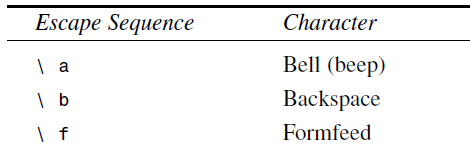 Escape Sequence Character
\ a Bell (beep)
\ b Backspace
\ f Formfeed